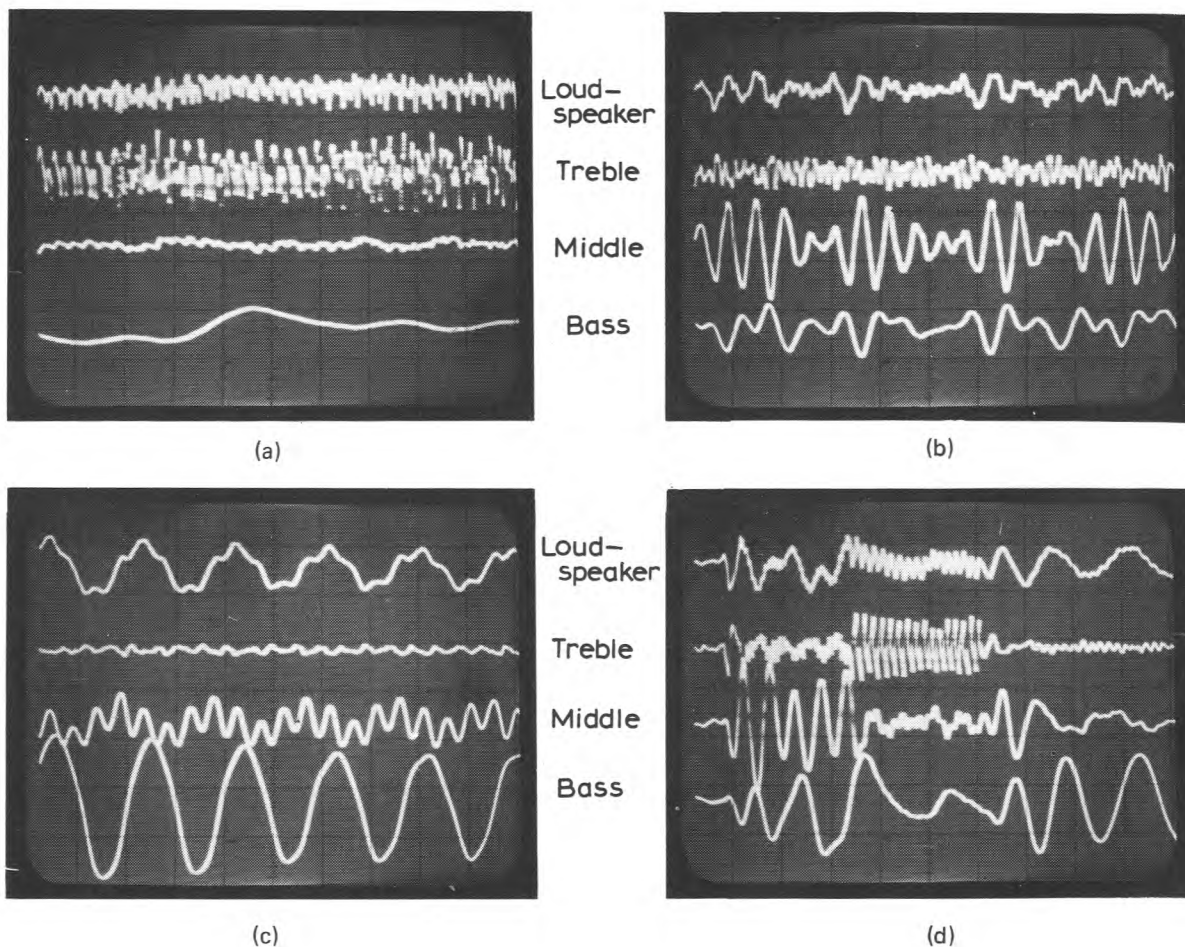 Loud-
speaker
Treble
Middle
Bass
(a)
(b)
Loud-
speaker
Treble
Middle
Bass
(c)
(d)